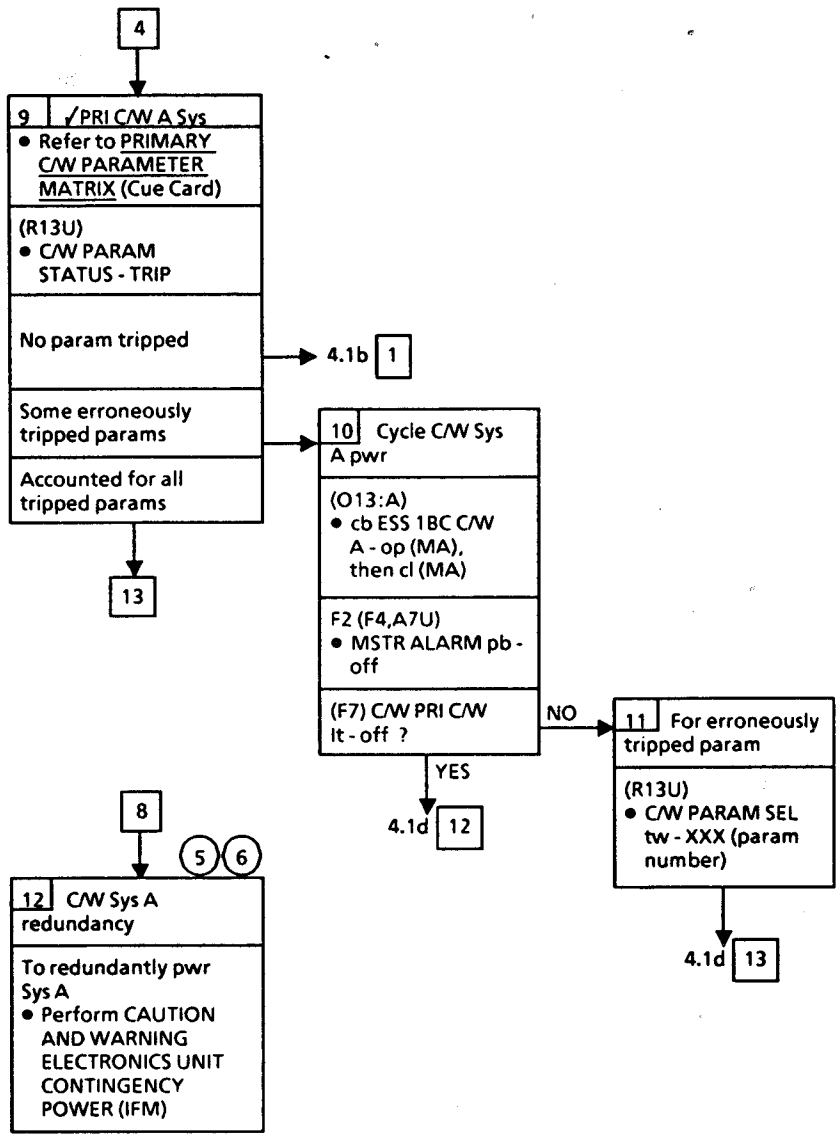 4
9 ✓PRI C/W A Sys
● Refer to PRIMARY
C/W PARAMETER
MATRIX (Cue Card)
(R13U)
● C/W PARAM
STATUS - TRIP
No param tripped
4.1b 1
Some erroneously
tripped params
Accounted for all
tripped params
13
10 Cycle C/W Sys
A pwr
(O13:A)
● cb ESS 1BC C/W
A - op (MA),
then cl (MA)
F2 (F4,A7U)
● MSTR ALARM pb -
off
(F7) C/W PRI C/W
lt - off ?
NO
YES
4.1d 12
11 For erroneously
tripped param
(R13U)
● C/W PARAM SEL
tw - XXX (param
number)
4.1d 13
8
5 6
12 C/W Sys A
redundancy
To redundantly pwr
Sys A
● Perform CAUTION
AND WARNING
ELECTRONICS UNIT
CONTINGENCY
POWER (IFM)